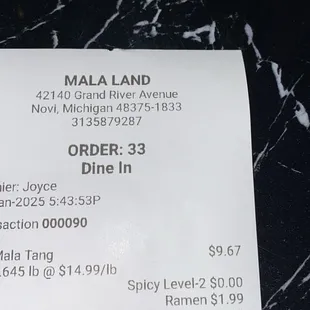 MALA LAND
42140 Grand River Avenue
Novi, Michigan 48375-1833
3135879287
ORDER: 33
Dine In
ier: Joyce
an-2025 5:43:53P
saction 000090
Mala Tang $9.67
.645 lb @ $14.99/lb
Spicy Level-2 $0.00
Ramen $1.99